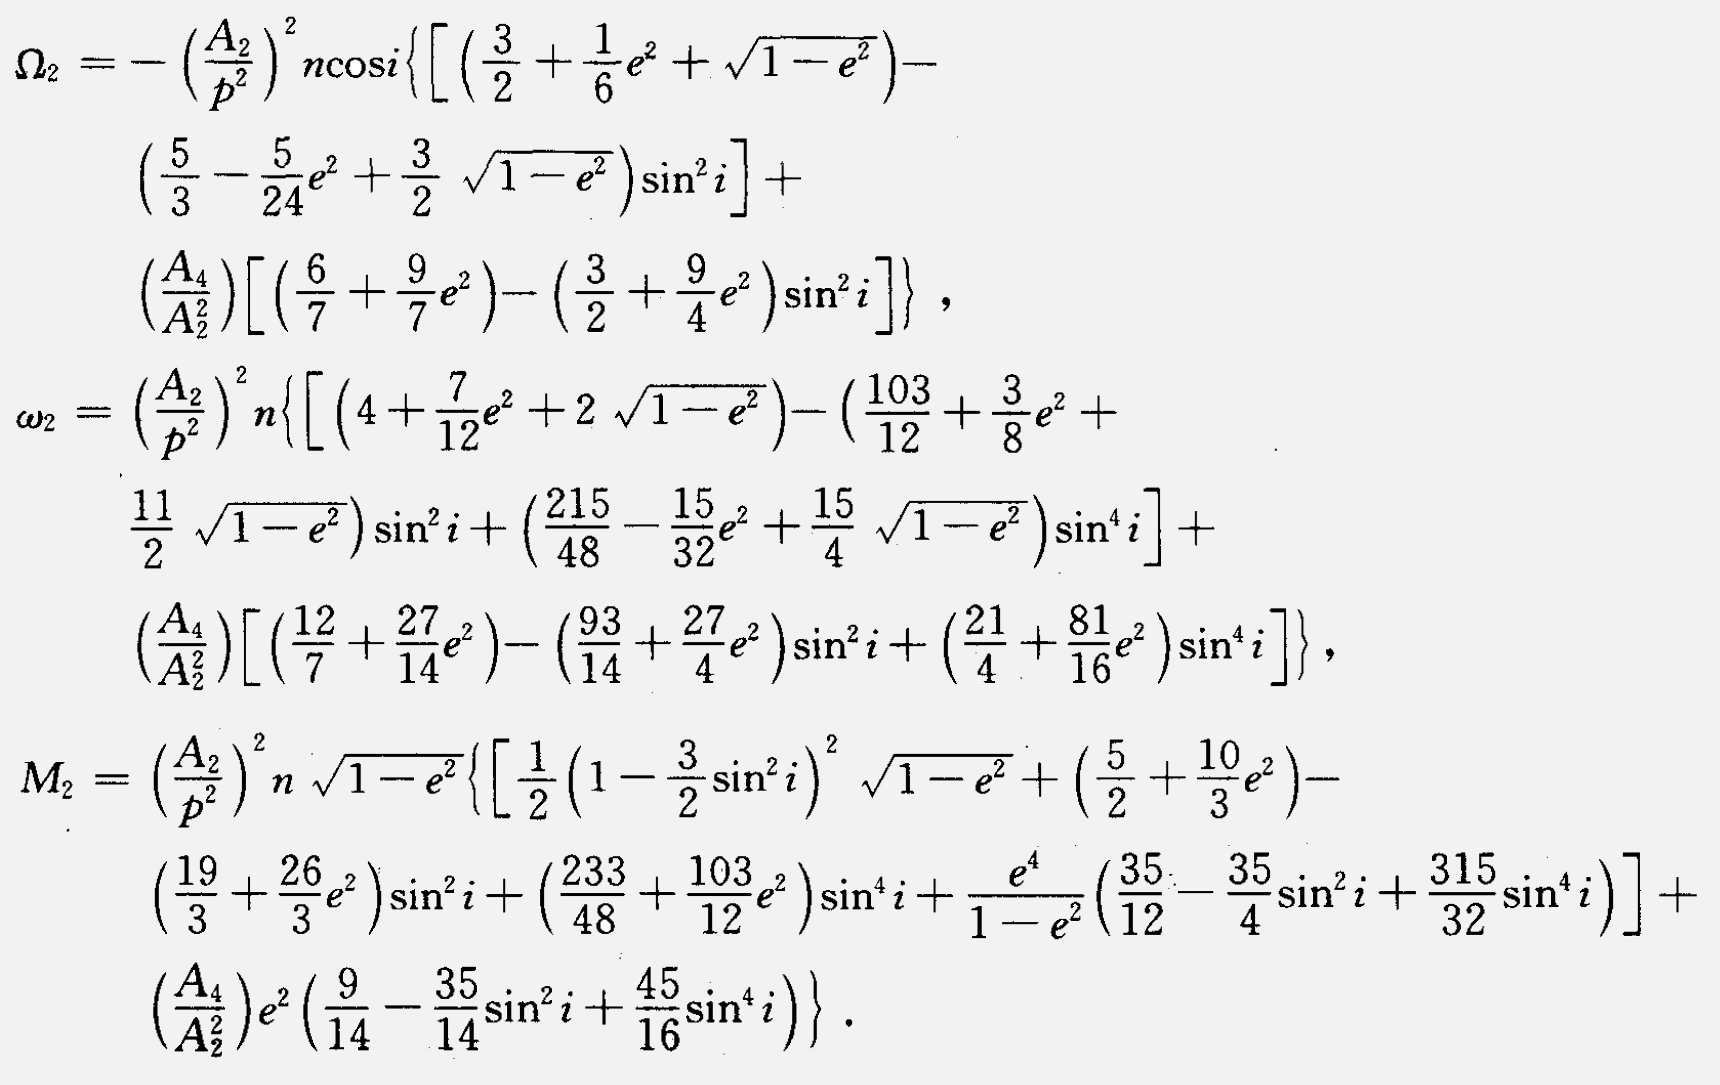 Ω₂ = −(A₂/p²)² ncosi{[(3/2 + 1/6 e² + √(1−e²))−
(5/3 − 5/24 e² + 3/2 √(1−e²))sin² i] +
(A₄/A₂²)[(6/7 + 9/7 e²)−(3/2 + 9/4 e²)sin² i]},
ω₂ = (A₂/p²)² n{[(4 + 7/12 e² + 2 √(1−e²))−(103/12 + 3/8 e² +
11/2 √(1−e²))sin² i + (215/48 − 15/32 e² + 15/4 √(1−e²))sin⁴ i] +
(A₄/A₂²)[(12/7 + 27/14 e²)−(93/14 + 27/4 e²)sin² i + (21/4 + 81/16 e²)sin⁴ i]},
M₂ = (A₂/p²)² n √(1−e²){[1/2 (1 − 3/2 sin² i)² √(1−e²) + (5/2 + 10/3 e²)−
(19/3 + 26/3 e²)sin² i + (233/48 + 103/12 e²)sin⁴ i + e⁴/(1−e²) (35/12 − 35/4 sin² i + 315/32 sin⁴ i)] +
(A₄/A₂²)e² (9/14 − 35/14 sin² i + 45/16 sin⁴ i)}.